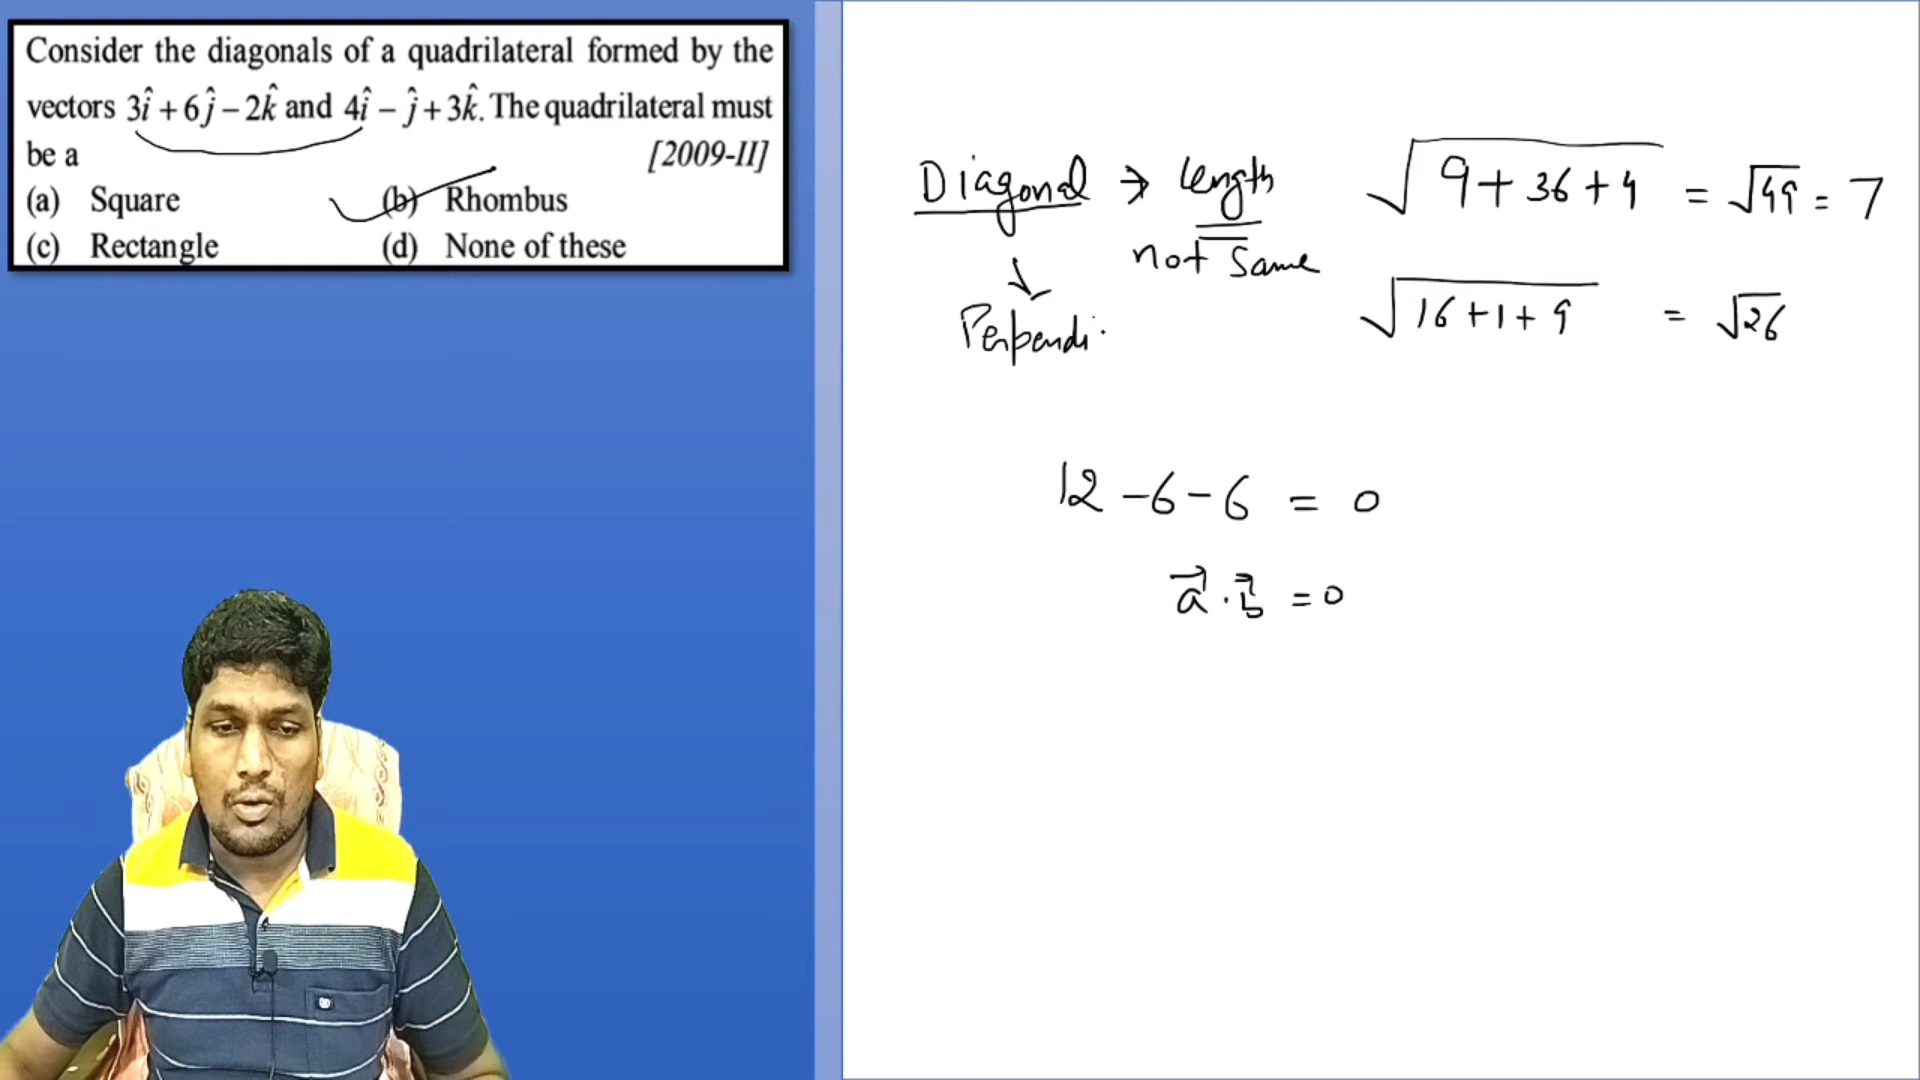 Consider the diagonals of a quadrilateral formed by the
vectors 3î + 6ĵ − 2k̂ and 4î − ĵ + 3k̂. The quadrilateral must
be a [2009-II]
(a) Square (b) Rhombus
(c) Rectangle (d) None of these
Diagonal → length √(9+36+4) = √49 = 7
not same
↓
Perpendi. √(16+1+9) = √26
12 −6 −6 = 0
a⃗ · b⃗ = 0